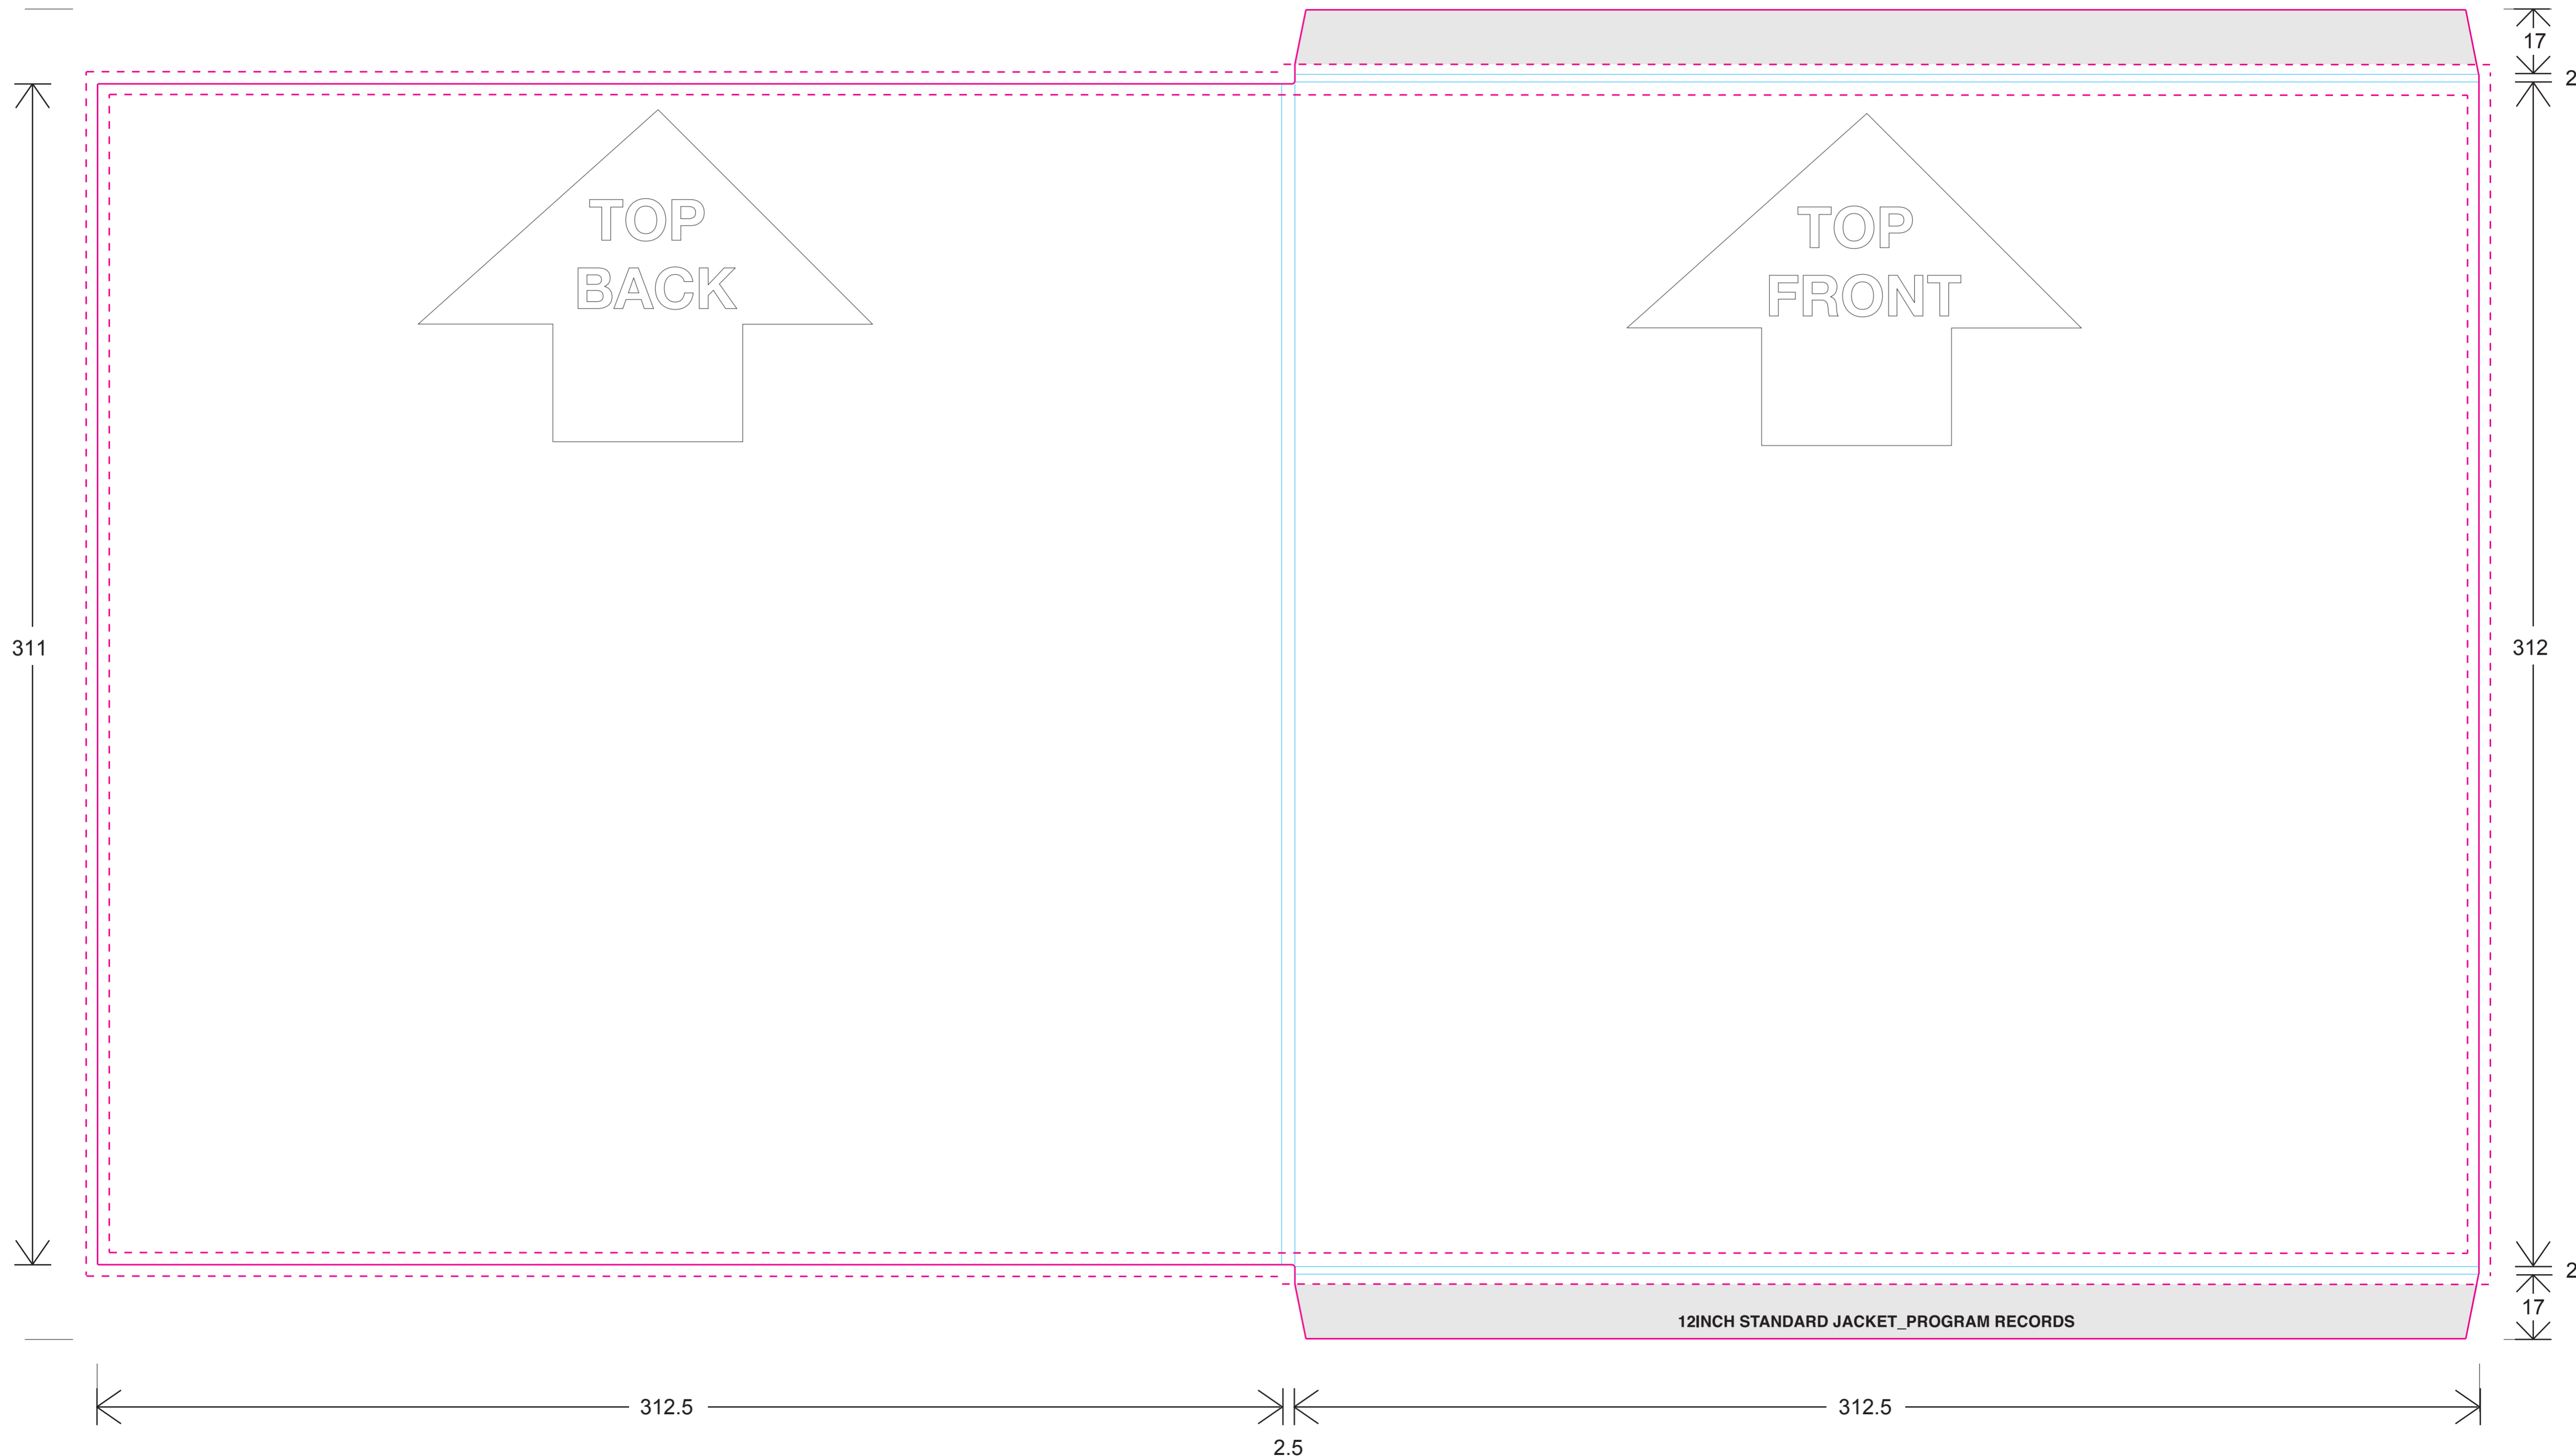 17
2
TOP
BACK
TOP
FRONT
311
312
2
17
12INCH STANDARD JACKET_PROGRAM RECORDS
312.5
312.5
2.5